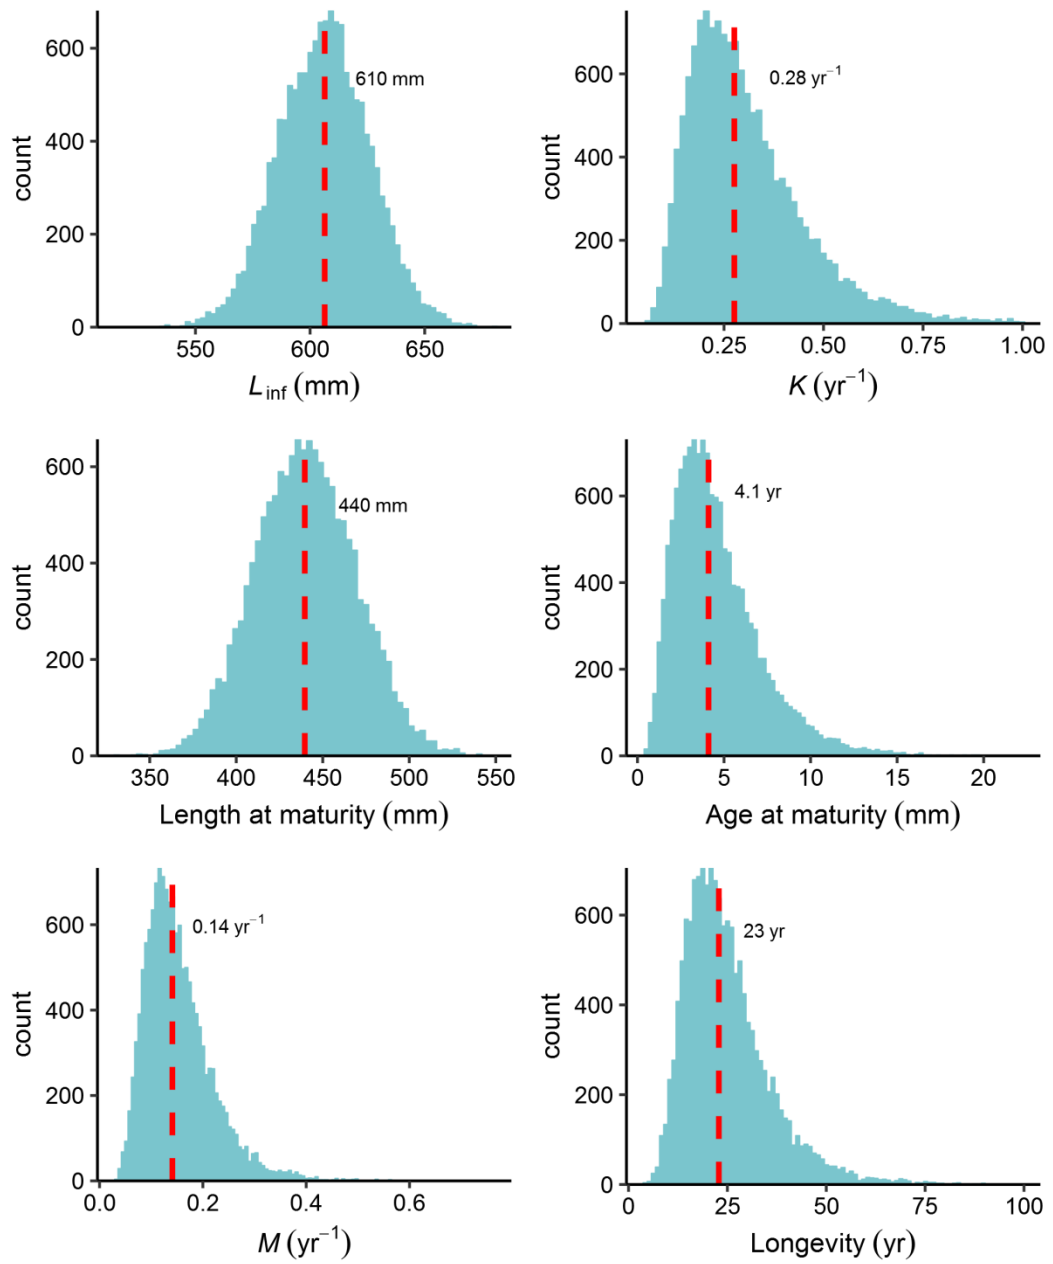 600
400
200
0
count
610 mm
550
600
650
L inf (mm)
600
400
200
0
count
0.28 yr⁻¹
0.25
0.50
0.75
1.00
K (yr⁻¹)
600
400
200
0
count
440 mm
350
400
450
500
550
Length at maturity (mm)
600
400
200
0
count
4.1 yr
0
5
10
15
20
Age at maturity (mm)
600
400
200
0
count
0.14 yr⁻¹
0.0
0.2
0.4
0.6
M (yr⁻¹)
600
400
200
0
count
23 yr
0
25
50
75
100
Longevity (yr)